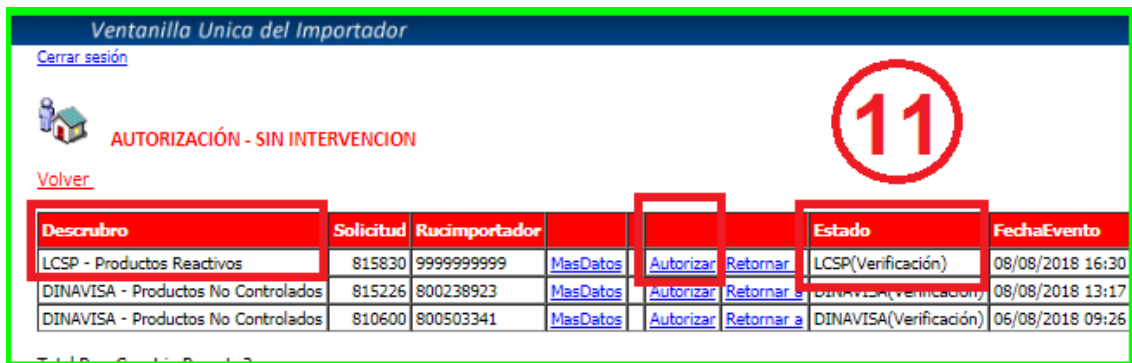 Ventanilla Unica del Importador
Cerrar sesión
11
AUTORIZACIÓN - SIN INTERVENCION
Volver
Descrubro Solicitud Rucimportador Estado FechaEvento
LCSP - Productos Reactivos 815830 9999999999 MasDatos Autorizar Retornar LCSP(Verificación) 08/08/2018 16:30
DINAVISA - Productos No Controlados 815226 800238923 MasDatos Autorizar Retornar a DINAVISA(Verificación) 08/08/2018 13:17
DINAVISA - Productos No Controlados 810600 800503341 MasDatos Autorizar Retornar a DINAVISA(Verificación) 06/08/2018 09:26